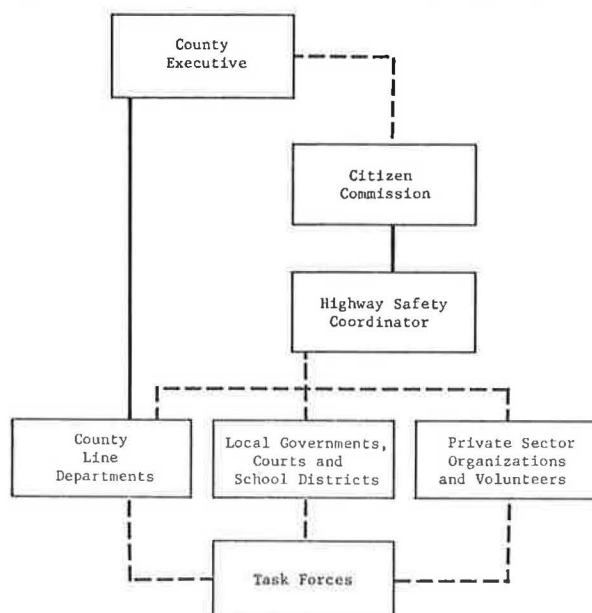 County
Executive
Citizen
Commission
Highway Safety
Coordinator
County
Line
Departments
Local Governments,
Courts and
School Districts
Private Sector
Organizations
and Volunteers
Task Forces